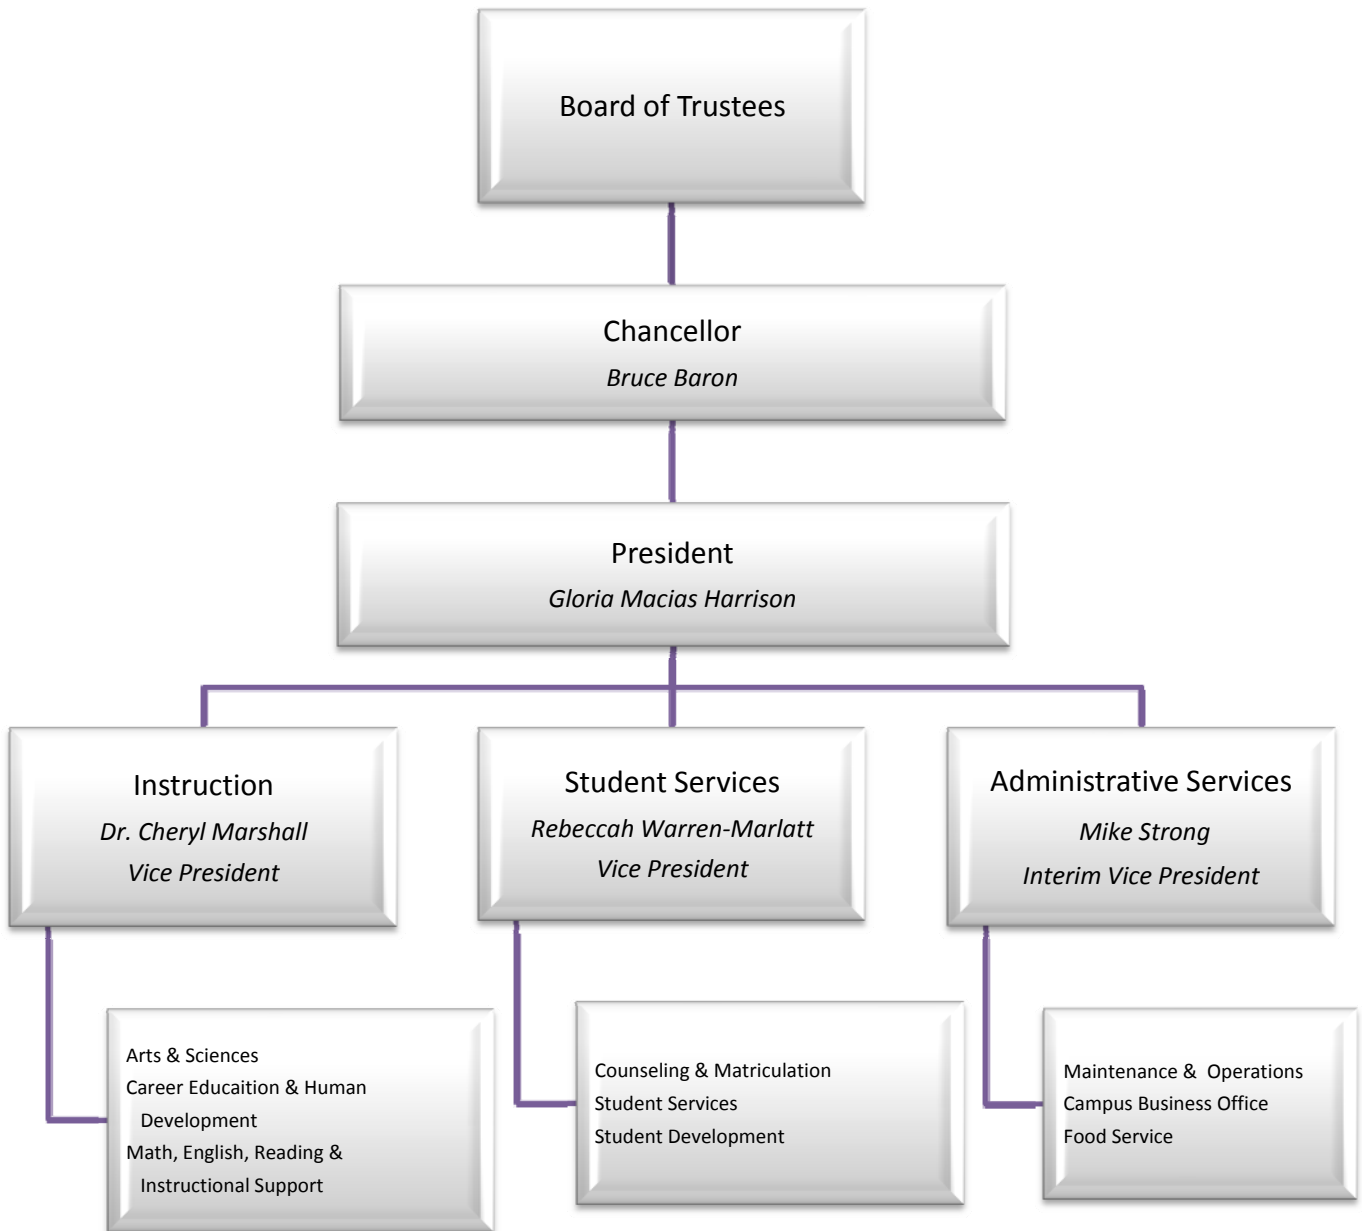 Board of Trustees
Chancellor
Bruce Baron
President
Gloria Macias Harrison
Instruction
Dr. Cheryl Marshall
Vice President
Student Services
Rebeccah Warren-Marlatt
Vice President
Administrative Services
Mike Strong
Interim Vice President
Arts & Sciences
Career Educaition & Human
Development
Math, English, Reading &
Instructional Support
Counseling & Matriculation
Student Services
Student Development
Maintenance & Operations
Campus Business Office
Food Service